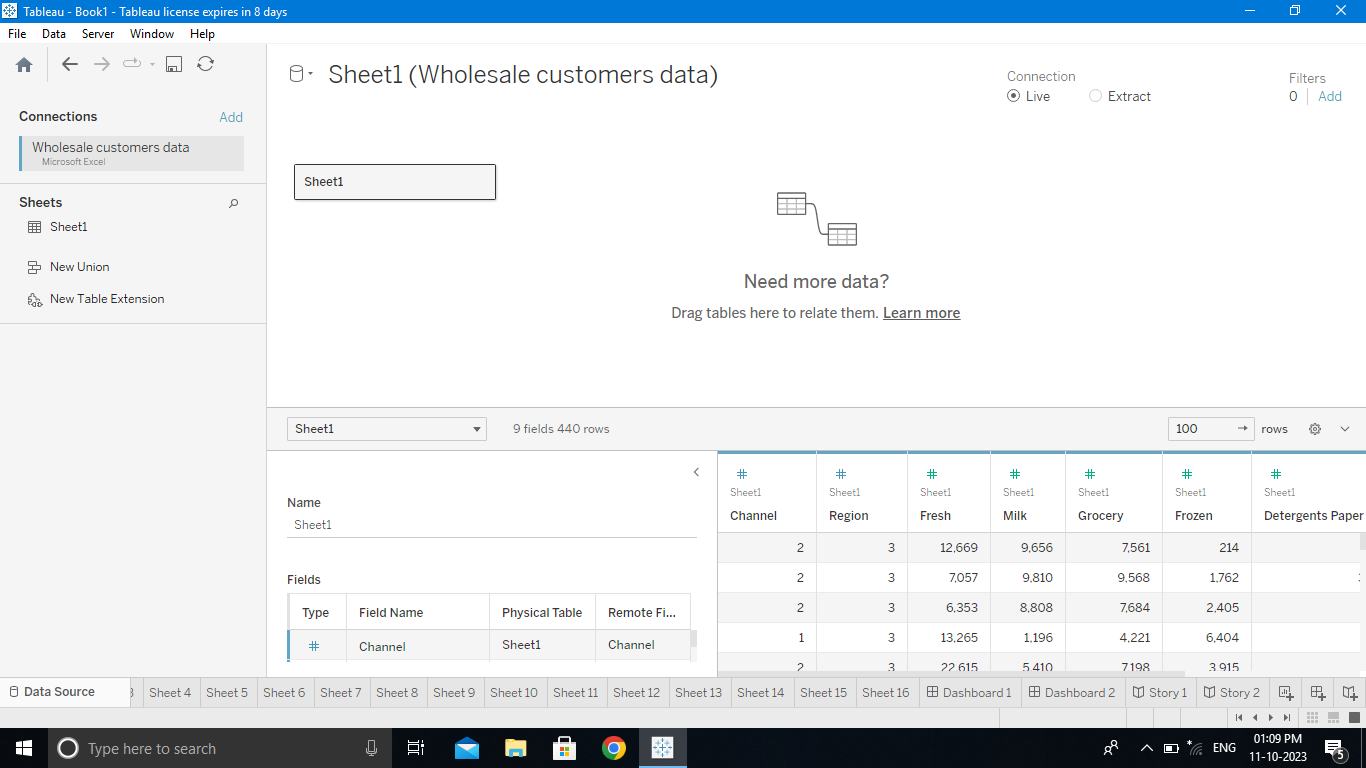 Tableau - Book1 - Tableau license expires in 8 days
File Data Server Window Help
Connections Add
Wholesale customers data
Microsoft Excel
Sheets
Sheet1
New Union
New Table Extension
Sheet1 (Wholesale customers data)
Connection
Live Extract
Filters
0 Add
Sheet1
Need more data?
Drag tables here to relate them. Learn more
Sheet1 9 fields 440 rows 100 rows
Name
Sheet1
Fields
Type Field Name Physical Table Remote Fi...
# Channel Sheet1 Channel
# # # # # # #
Sheet1 Sheet1 Sheet1 Sheet1 Sheet1 Sheet1 Sheet1
Channel Region Fresh Milk Grocery Frozen Detergents Paper
2 3 12,669 9,656 7,561 214
2 3 7,057 9,810 9,568 1,762
2 3 6,353 8,808 7,684 2,405
1 3 13,265 1,196 4,221 6,404
2 3 22,615 5,410 7,198 3,915
Data Source Sheet 4 Sheet 5 Sheet 6 Sheet 7 Sheet 8 Sheet 9 Sheet 10 Sheet 11 Sheet 12 Sheet 13 Sheet 14 Sheet 15 Sheet 16 Dashboard 1 Dashboard 2 Story 1 Story 2
Type here to search
ENG
01:09 PM
11-10-2023
5